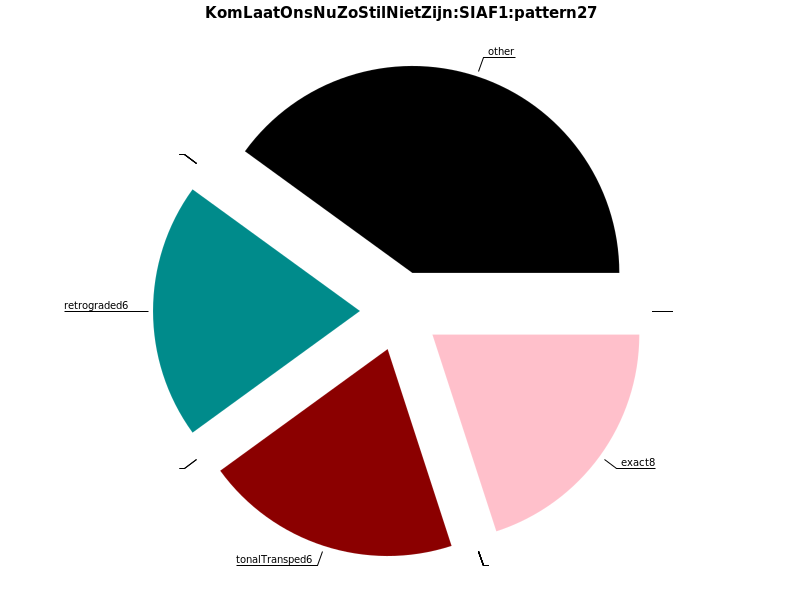 KomLaatOnsNuZoStilNietZijn:SIAF1:pattern27
other
retrograded6
exact8
tonalTransped6